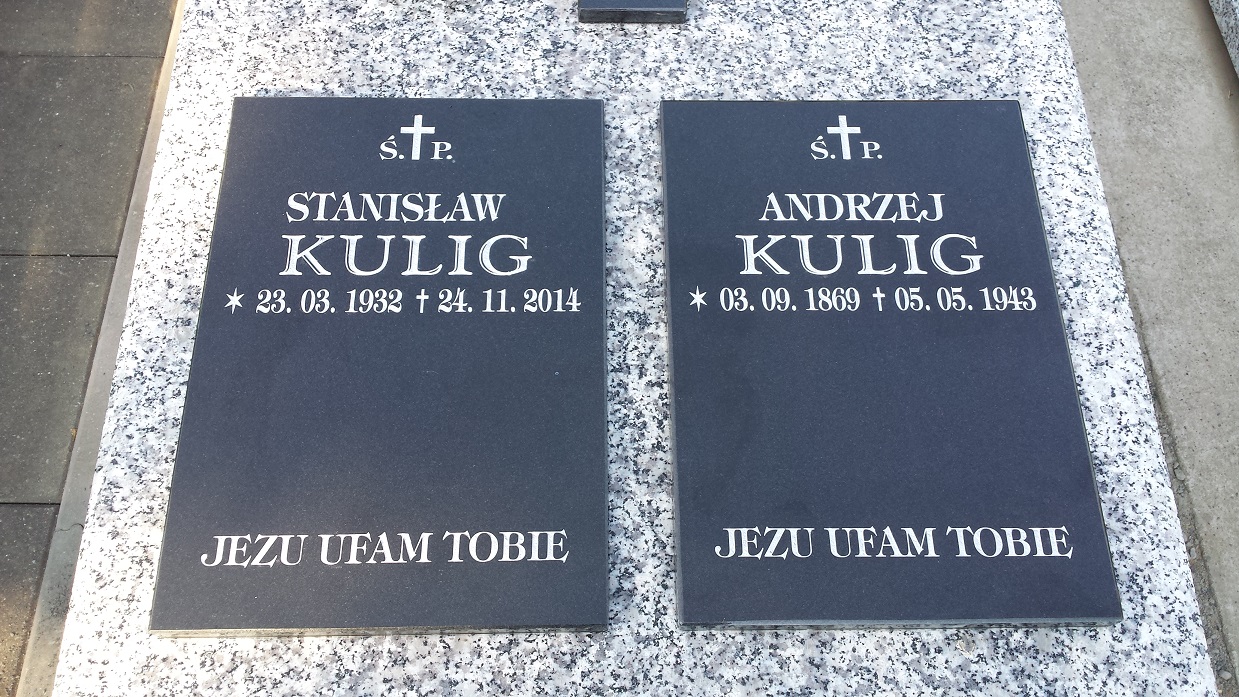 Ś.✝P.
STANISŁAW
KULIG
✶ 23. 03. 1932 ✝ 24. 11. 2014
JEZU UFAM TOBIE
Ś.✝P.
ANDRZEJ
KULIG
✶ 03. 09. 1869 ✝ 05. 05. 1943
JEZU UFAM TOBIE